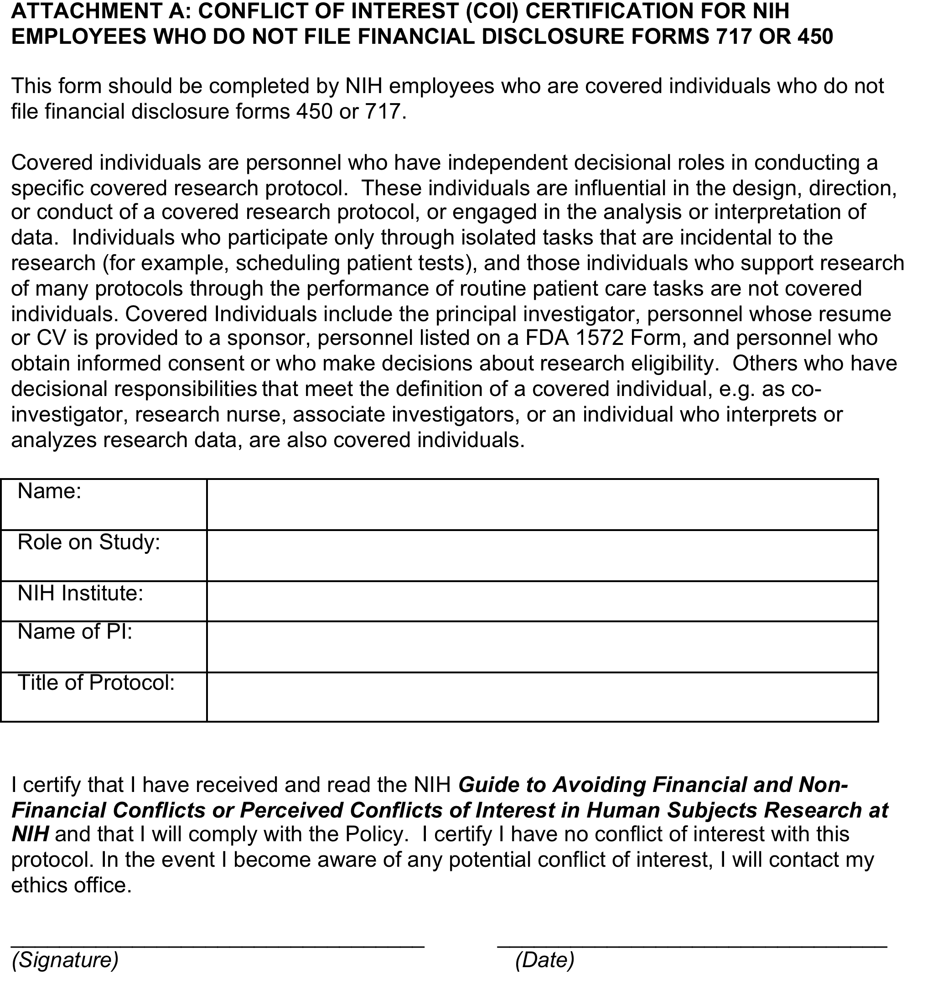 ATTACHMENT A: CONFLICT OF INTEREST (COI) CERTIFICATION FOR NIH
EMPLOYEES WHO DO NOT FILE FINANCIAL DISCLOSURE FORMS 717 OR 450
This form should be completed by NIH employees who are covered individuals who do not
file financial disclosure forms 450 or 717.
Covered individuals are personnel who have independent decisional roles in conducting a
specific covered research protocol.  These individuals are influential in the design, direction,
or conduct of a covered research protocol, or engaged in the analysis or interpretation of
data.  Individuals who participate only through isolated tasks that are incidental to the
research (for example, scheduling patient tests), and those individuals who support research
of many protocols through the performance of routine patient care tasks are not covered
individuals. Covered Individuals include the principal investigator, personnel whose resume
or CV is provided to a sponsor, personnel listed on a FDA 1572 Form, and personnel who
obtain informed consent or who make decisions about research eligibility.  Others who have
decisional responsibilities that meet the definition of a covered individual, e.g. as co-
investigator, research nurse, associate investigators, or an individual who interprets or
analyzes research data, are also covered individuals.
Name:
Role on Study:
NIH Institute:
Name of PI:
Title of Protocol:
I certify that I have received and read the NIH Guide to Avoiding Financial and Non-
Financial Conflicts or Perceived Conflicts of Interest in Human Subjects Research at
NIH and that I will comply with the Policy.  I certify I have no conflict of interest with this
protocol. In the event I become aware of any potential conflict of interest, I will contact my
ethics office.
(Signature) (Date)